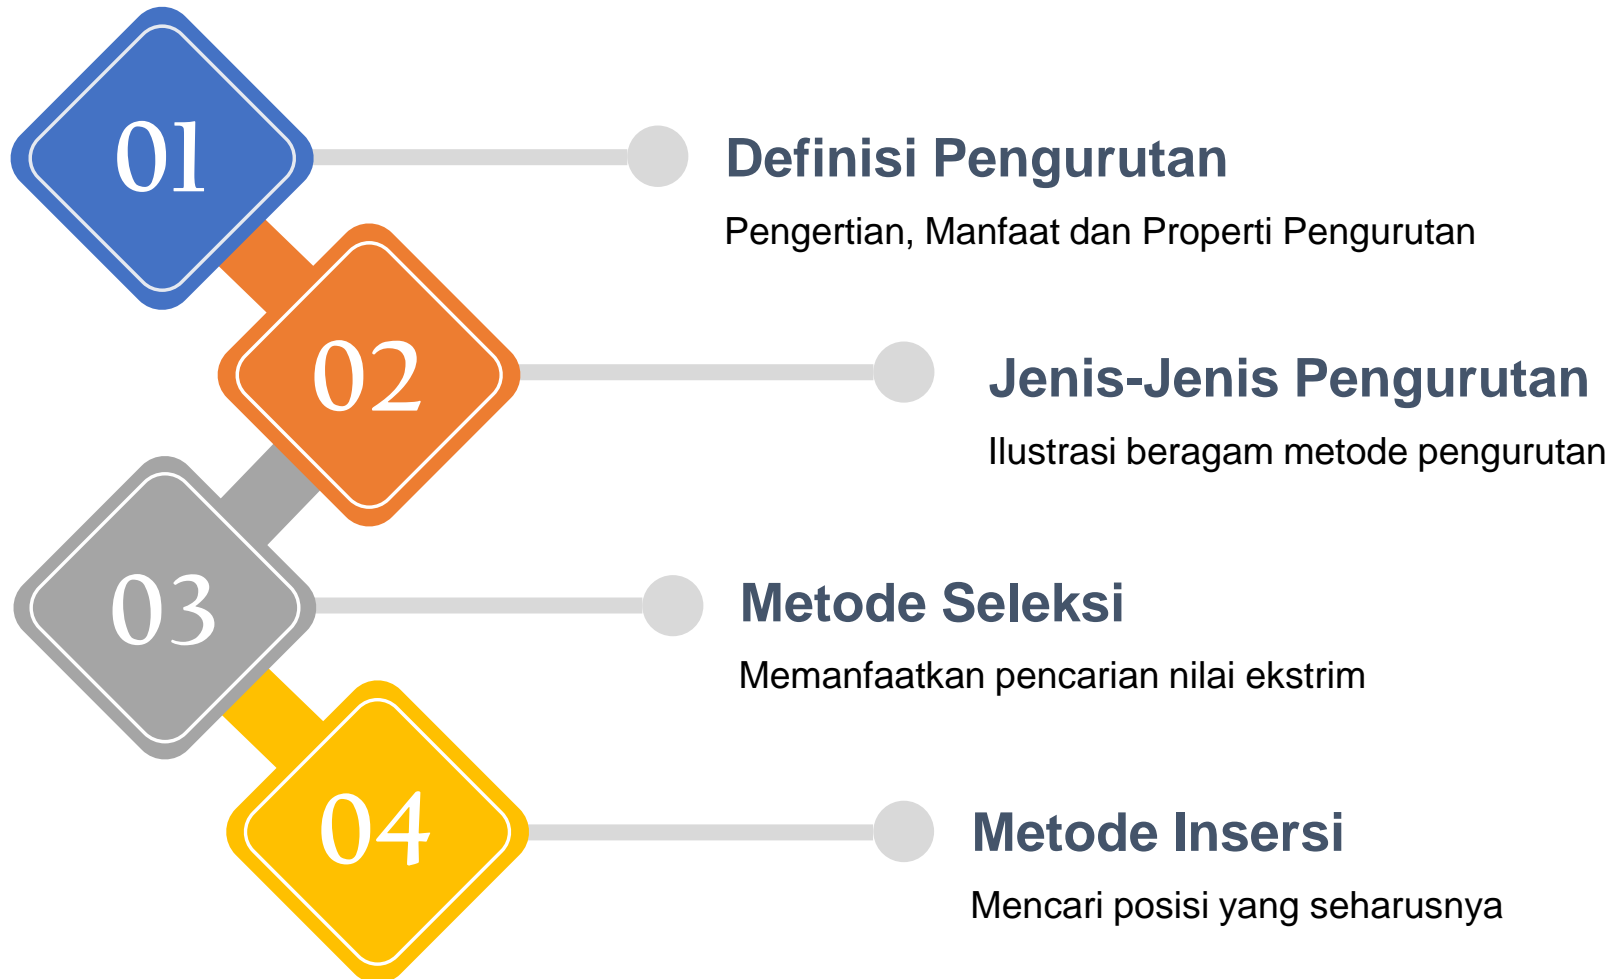 01
Definisi Pengurutan
Pengertian, Manfaat dan Properti Pengurutan
02
Jenis-Jenis Pengurutan
Ilustrasi beragam metode pengurutan
03
Metode Seleksi
Memanfaatkan pencarian nilai ekstrim
04
Metode Insersi
Mencari posisi yang seharusnya